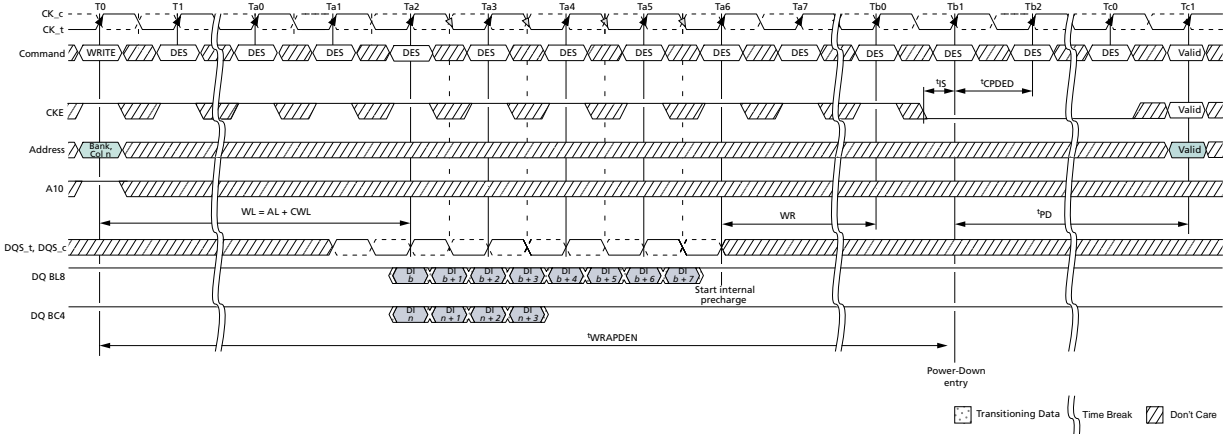 T0 T1 Ta0 Ta1 Ta2 Ta3 Ta4 Ta5 Ta6 Ta7 Tb0 Tb1 Tb2 Tc0 Tc1
CK_c
CK_t
Command WRITE DES DES DES DES DES DES DES DES DES DES DES DES DES Valid
tIS tCPDED
CKE Valid
Address Bank, Col n Valid
A10
WL = AL + CWL WR tPD
DQS_t, DQS_c
DQ BL8 DI b DI b + 1 DI b + 2 DI b + 3 DI b + 4 DI b + 5 DI b + 6 DI b + 7
Start internal
precharge
DQ BC4 DI n DI n + 1 DI n + 2 DI n + 3
tWRAPDEN
Power-Down
entry
Transitioning Data Time Break Don't Care